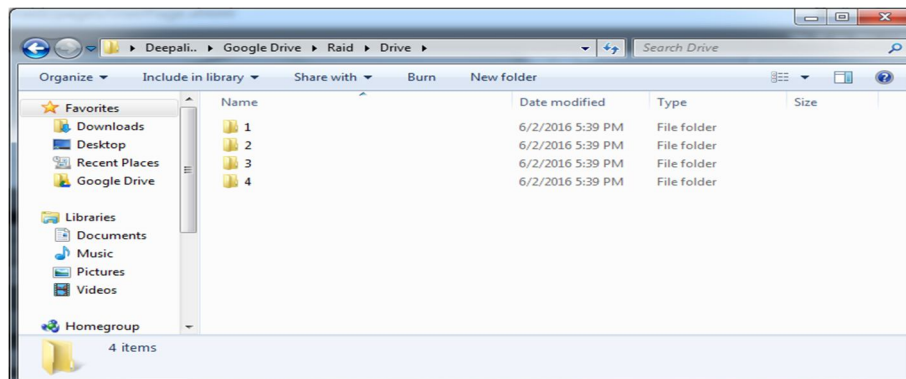 Deepali.. Google Drive Raid Drive Search Drive
Organize Include in library Share with Burn New folder
Favorites
Downloads
Desktop
Recent Places
Google Drive
Libraries
Documents
Music
Pictures
Videos
Homegroup
Name Date modified Type Size
1 6/2/2016 5:39 PM File folder
2 6/2/2016 5:39 PM File folder
3 6/2/2016 5:39 PM File folder
4 6/2/2016 5:39 PM File folder
4 items